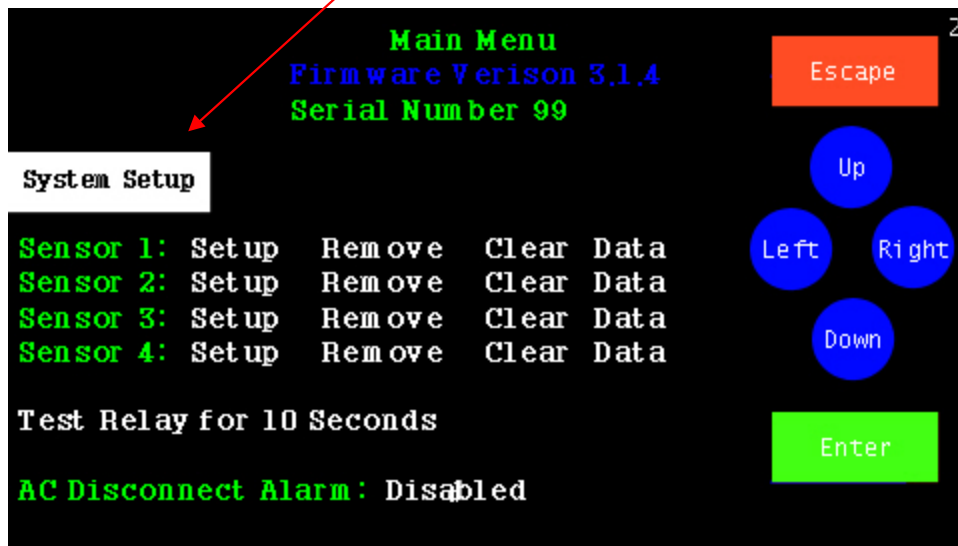 Main Menu
Firmware Verison 3.1.4
Serial Number 99
System Setup
Sensor 1: Setup Remove Clear Data
Sensor 2: Setup Remove Clear Data
Sensor 3: Setup Remove Clear Data
Sensor 4: Setup Remove Clear Data
Test Relay for 10 Seconds
AC Disconnect Alarm: Disabled
Escape
Up
Left Right
Down
Enter